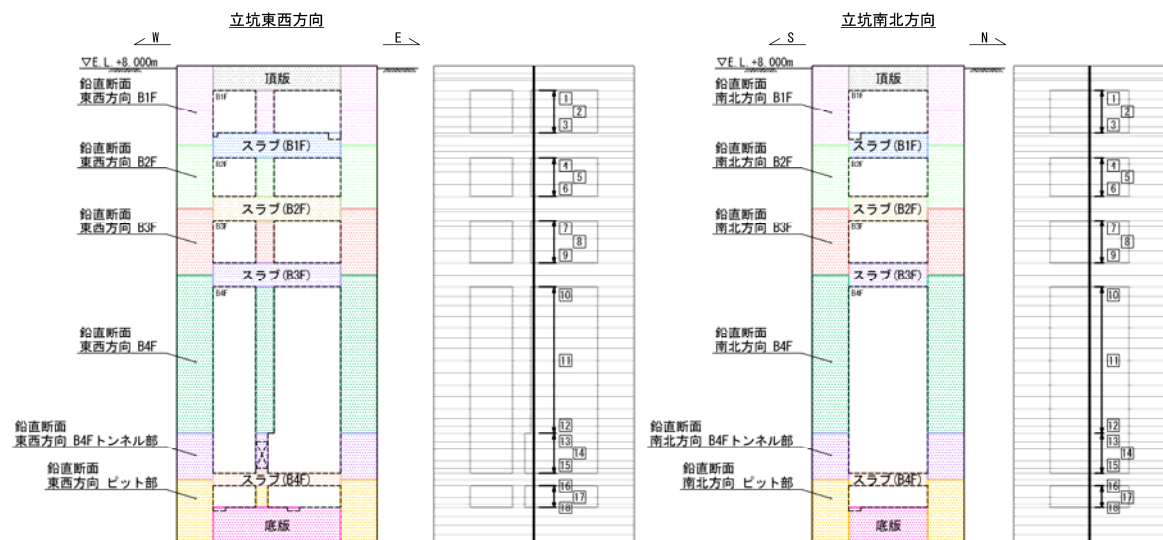 立坑東西方向
W
E
▽E.L.+8.000m
頂版
鉛直断面
東西方向 B1F
B1F
スラブ(B1F)
鉛直断面
東西方向 B2F
B2F
スラブ(B2F)
鉛直断面
東西方向 B3F
B3F
スラブ(B3F)
B4F
鉛直断面
東西方向 B4F
鉛直断面
東西方向 B4Fトンネル部
スラブ(B4F)
鉛直断面
東西方向 ピット部
底版
1
2
3
4
5
6
7
8
9
10
11
12
13
14
15
16
17
18
立坑南北方向
S
N
▽E.L.+8.000m
頂版
鉛直断面
南北方向 B1F
B1F
スラブ(B1F)
鉛直断面
南北方向 B2F
B2F
スラブ(B2F)
鉛直断面
南北方向 B3F
B3F
スラブ(B3F)
B4F
鉛直断面
南北方向 B4F
鉛直断面
南北方向 B4Fトンネル部
スラブ(B4F)
鉛直断面
南北方向 ピット部
底版
1
2
3
4
5
6
7
8
9
10
11
12
13
14
15
16
17
18